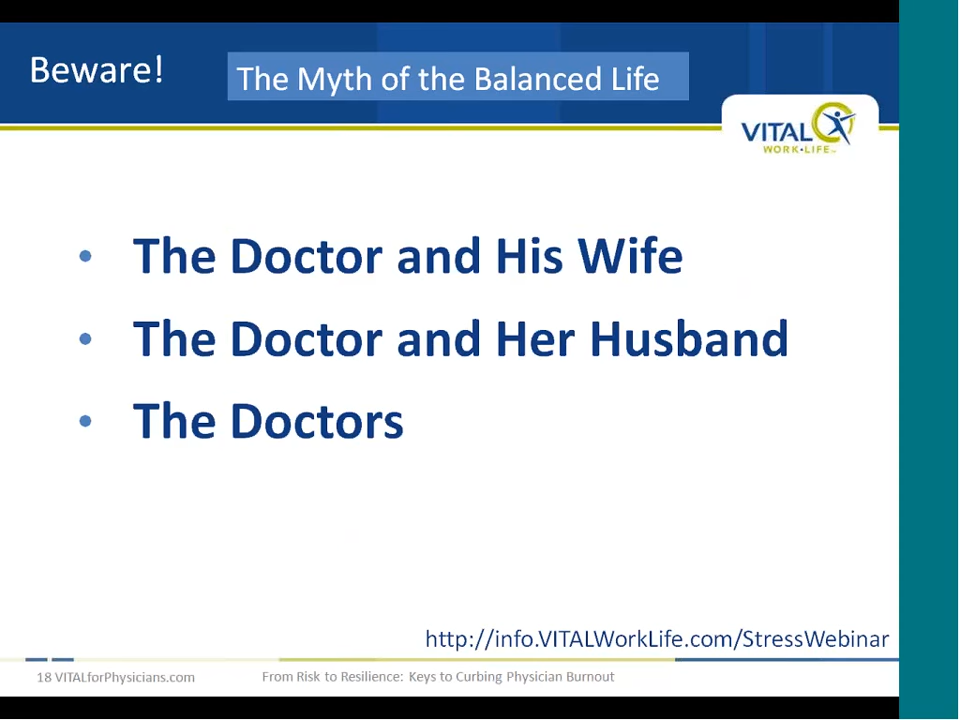 Beware!
The Myth of the Balanced Life
VITAL
WORK•LIFE
• The Doctor and His Wife
• The Doctor and Her Husband
• The Doctors
http://info.VITALWorkLife.com/StressWebinar
18 VITALforPhysicians.com
From Risk to Resilience: Keys to Curbing Physician Burnout